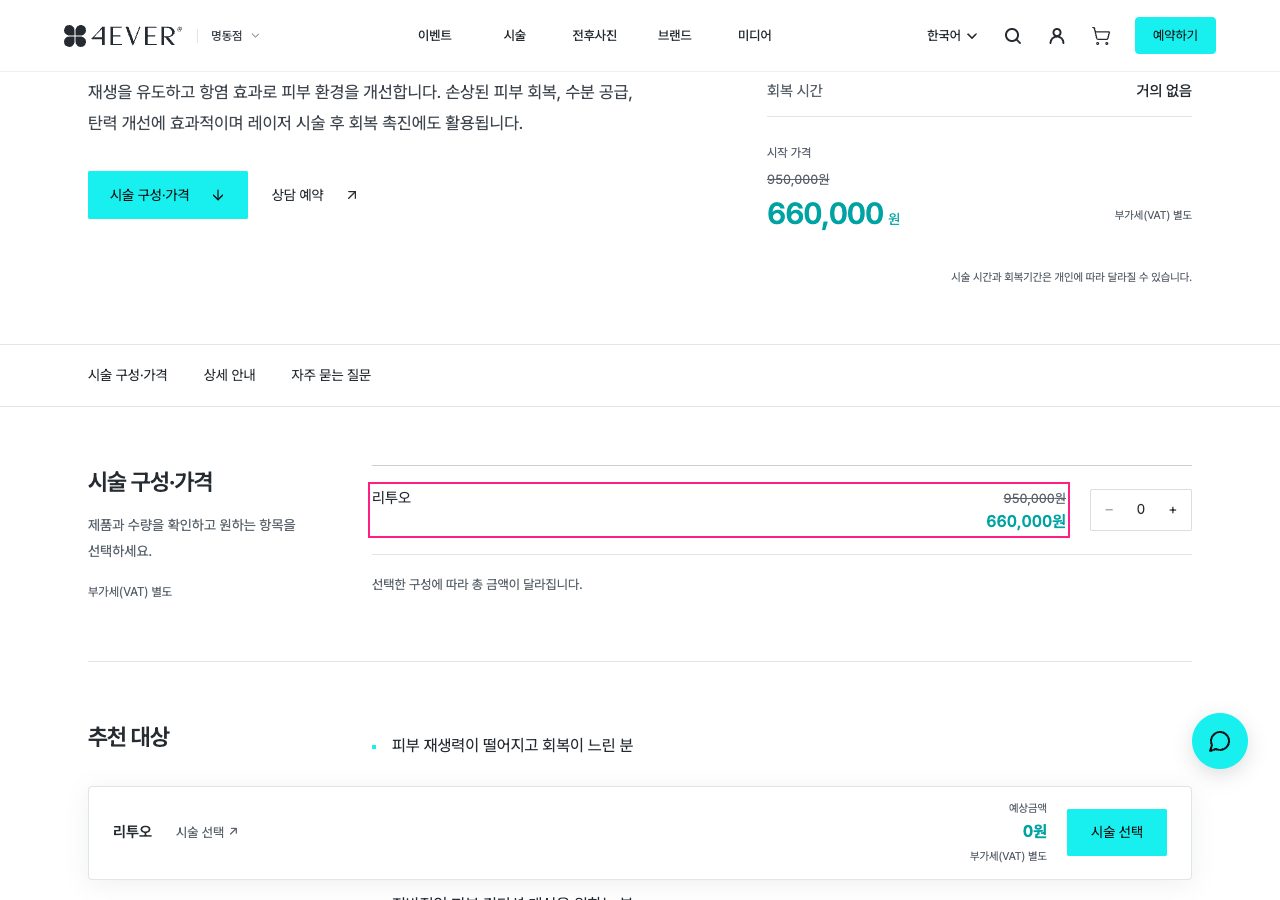 4EVER®
명동점
이벤트
시술
전후사진
브랜드
미디어
한국어
예약하기
재생을 유도하고 항염 효과로 피부 환경을 개선합니다. 손상된 피부 회복, 수분 공급,
탄력 개선에 효과적이며 레이저 시술 후 회복 촉진에도 활용됩니다.
시술 구성·가격
상담 예약
회복 시간
거의 없음
시작 가격
950,000원
660,000 원
부가세(VAT) 별도
시술 시간과 회복기간은 개인에 따라 달라질 수 있습니다.
시술 구성·가격
상세 안내
자주 묻는 질문
시술 구성·가격
제품과 수량을 확인하고 원하는 항목을
선택하세요.
부가세(VAT) 별도
리투오
950,000원
660,000원
− 0 +
선택한 구성에 따라 총 금액이 달라집니다.
추천 대상
피부 재생력이 떨어지고 회복이 느린 분
리투오
시술 선택
예상금액
0원
부가세(VAT) 별도
시술 선택